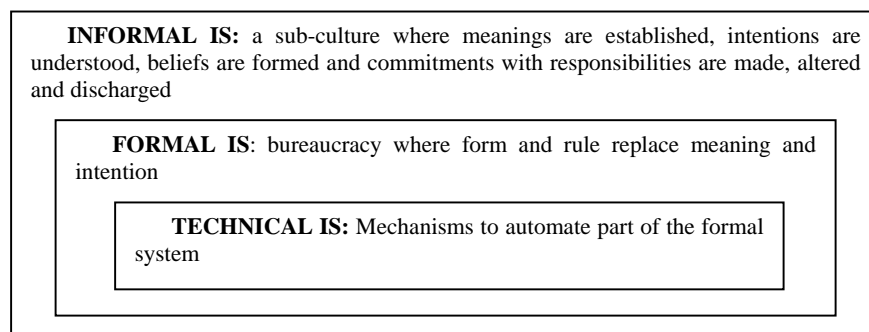 INFORMAL IS: a sub-culture where meanings are established, intentions are
understood, beliefs are formed and commitments with responsibilities are made, altered
and discharged
FORMAL IS: bureaucracy where form and rule replace meaning and
intention
TECHNICAL IS: Mechanisms to automate part of the formal
system